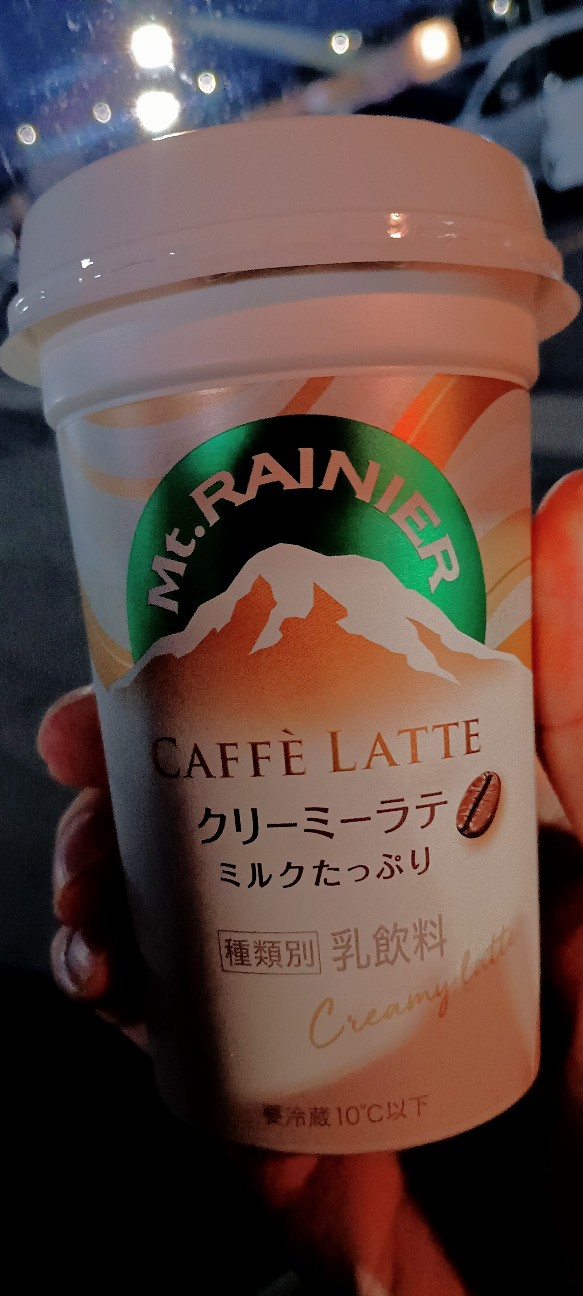 Mt. RAINIER
CAFFÈ LATTE
クリーミーラテ
ミルクたっぷり
種類別 乳飲料
Creamy latte
要冷蔵10°C以下